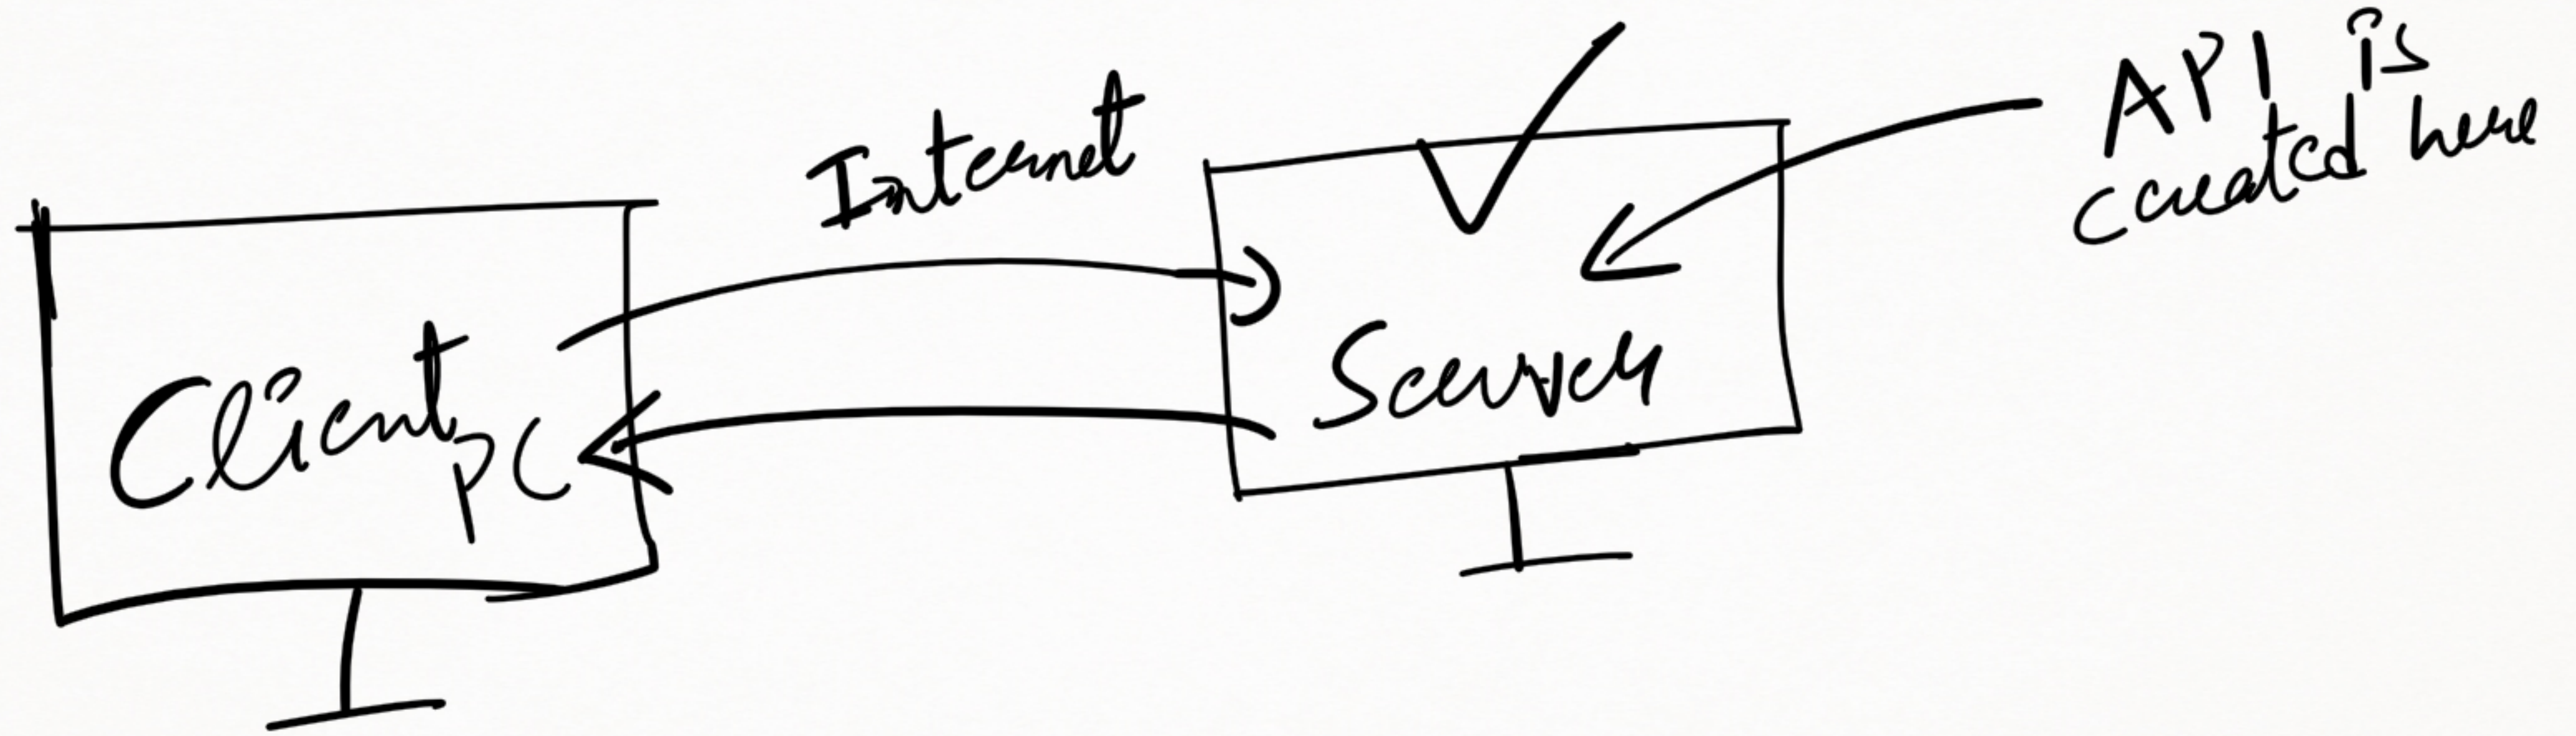 Internet
API is
created here
Client
PC
Server